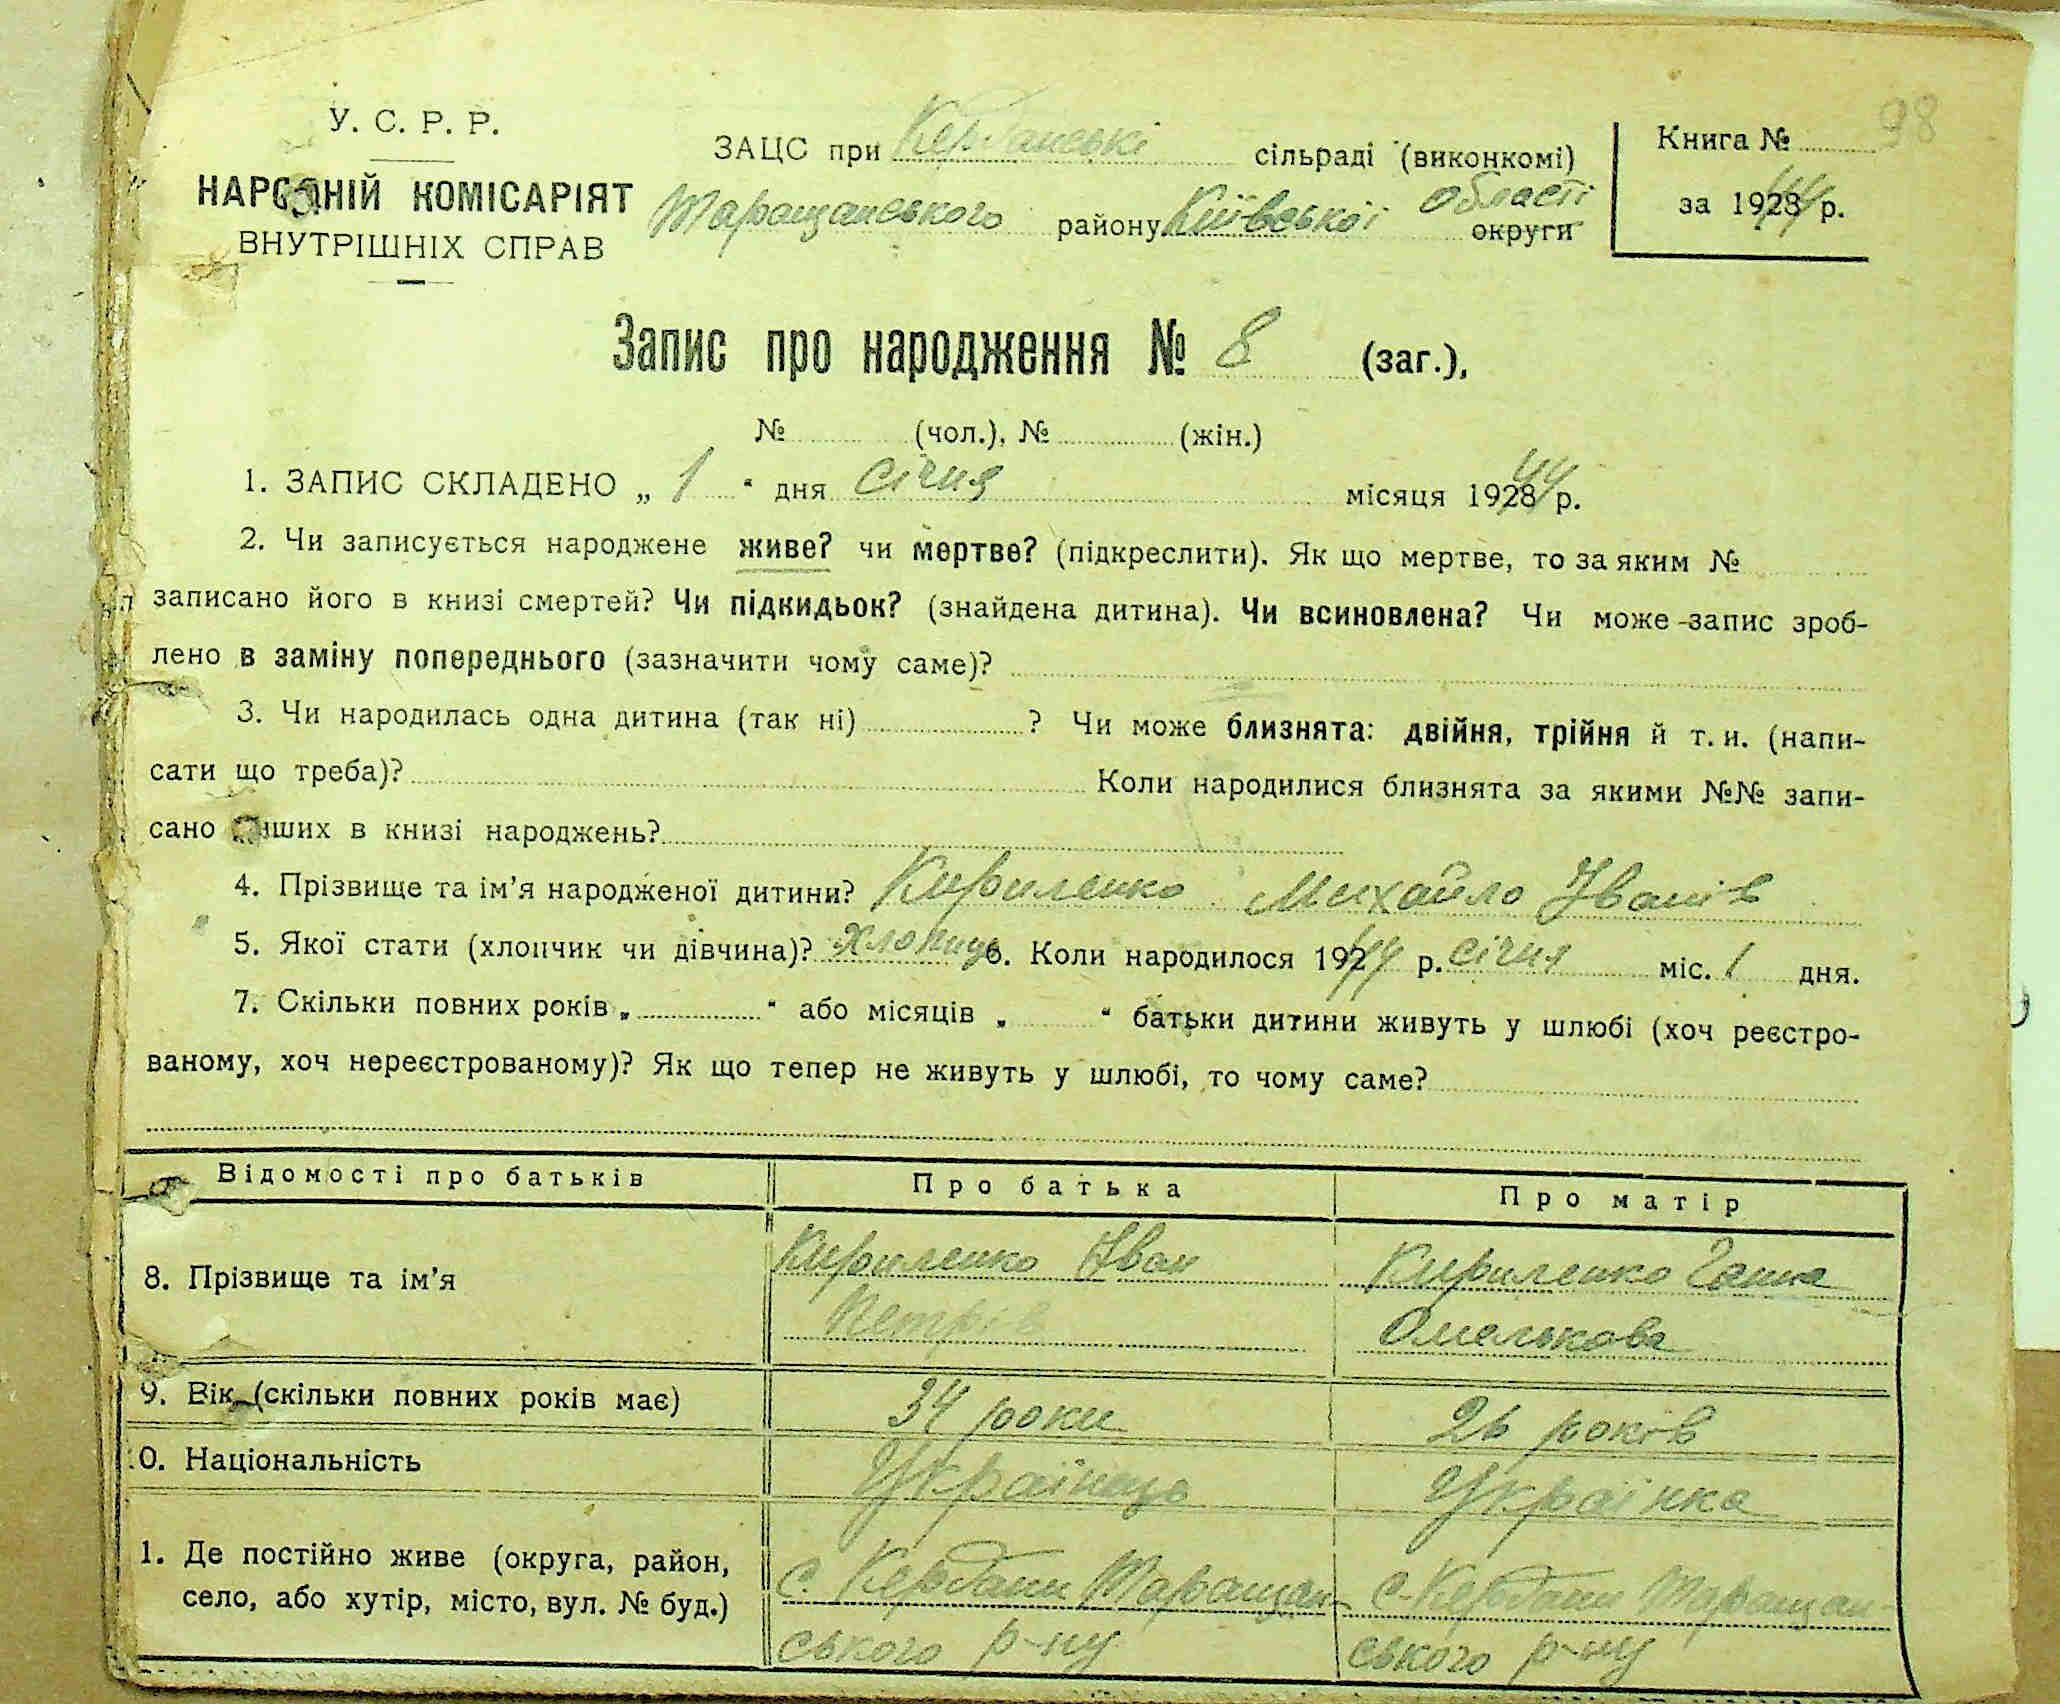 У. С. Р. Р.
НАРОДНІЙ КОМІСАРІЯТ
ВНУТРІШНІХ СПРАВ
ЗАЦС при Кербанські сільраді (виконкомі)
Таращанського району Київської області округи
Книга № 98
за 1944 р.
Запис про народження № 8 (заг.),
№ (чол.), № (жін.)
1. ЗАПИС СКЛАДЕНО „ 1 “ дня січня місяця 1944 р.
2. Чи записується народжене живе? чи мертве? (підкреслити). Як що мертве, то за яким №
записано його в книзі смертей? Чи підкидьок? (знайдена дитина). Чи всиновлена? Чи може запис зроб-
лено в заміну попереднього (зазначити чому саме)?
3. Чи народилась одна дитина (так ні) ? Чи може близнята: двійня, трійня й т. и. (напи-
сати що треба)? Коли народилися близнята за якими №№ запи-
сано инших в книзі народжень?
4. Прізвище та ім’я народженої дитини? Кириленко Михайло Іванів
5. Якої стати (хлопчик чи дівчина)? хлопець 6. Коли народилося 1944 р. січня міс. 1 дня.
7. Скільки повних років „ “ або місяців „ “ батьки дитини живуть у шлюбі (хоч реєстро-
ваному, хоч нереєстрованому)? Як що тепер не живуть у шлюбі, то чому саме?
Відомості про батьків Про батька Про матір
8. Прізвище та ім’я Кириленко Іван Кириленко Ганна
Петрів Омелькова
9. Вік (скільки повних років має) 34 роки 26 років
0. Національність Українець Українка
1. Де постійно живе (округа, район, с. Кербани Таращан- с. Кербани Таращан-
село, або хутір, місто, вул. № буд.) ського р-ну ського р-ну